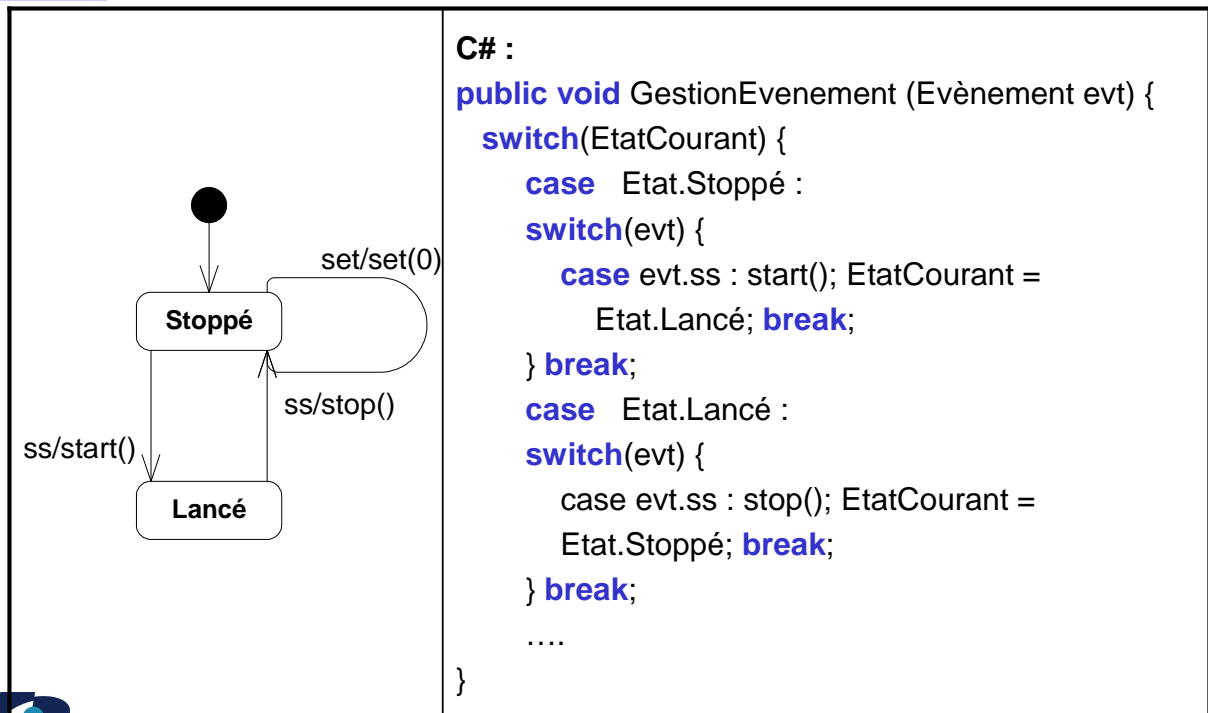 set/set(0)
Stoppé
ss/stop()
ss/start()
Lancé
C# :
public void GestionEvenement (Evènement evt) {
switch(EtatCourant) {
case Etat.Stoppé :
switch(evt) {
case evt.ss : start(); EtatCourant =
Etat.Lancé; break;
} break;
case Etat.Lancé :
switch(evt) {
case evt.ss : stop(); EtatCourant =
Etat.Stoppé; break;
} break;
….
}